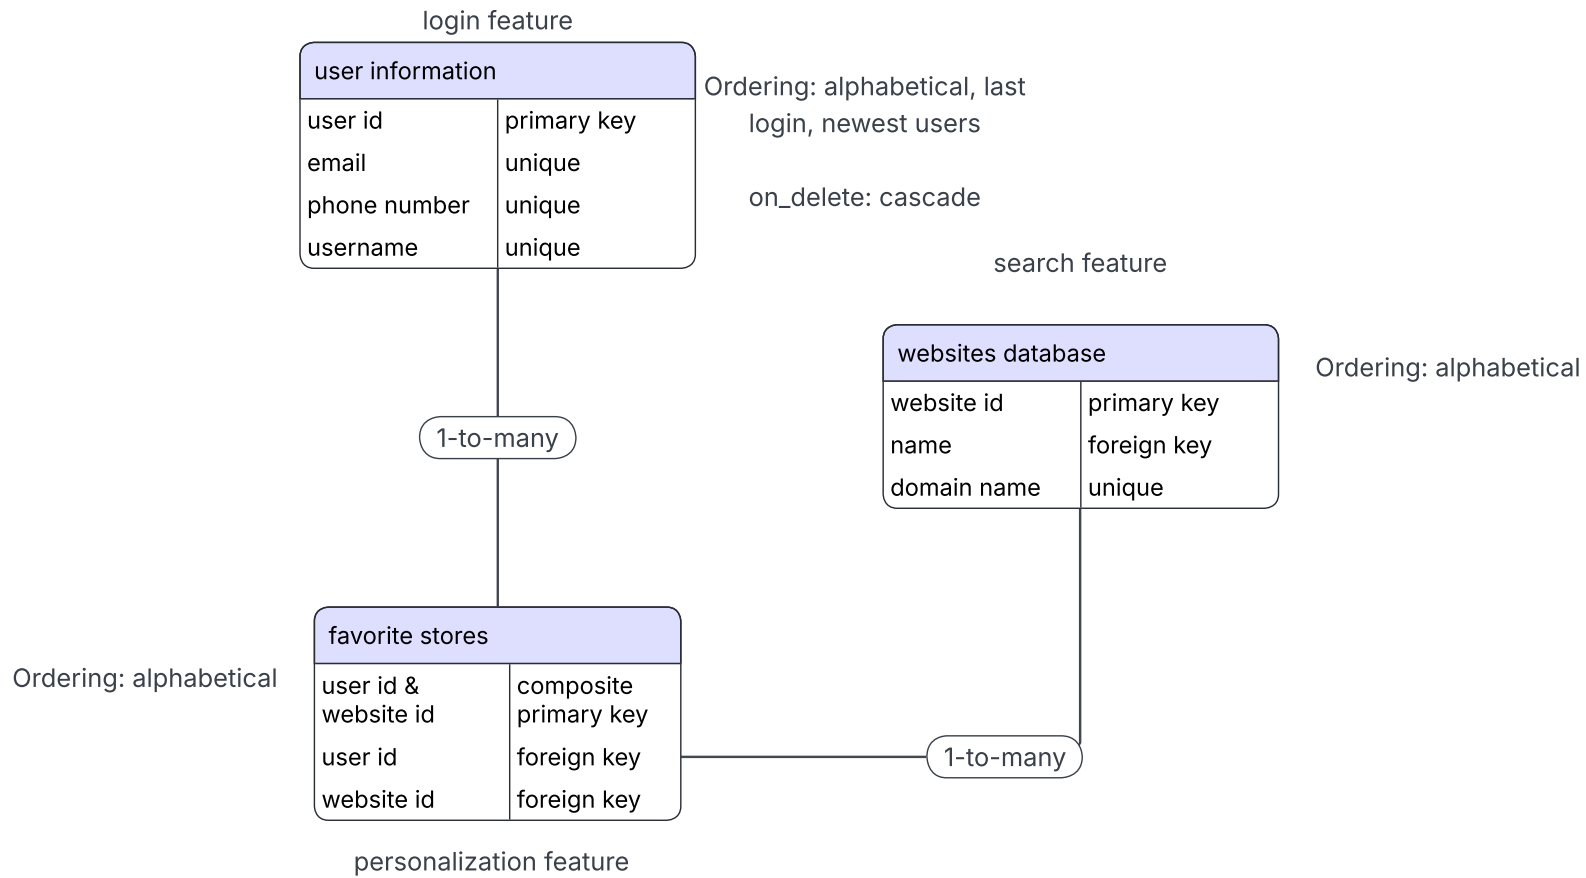 login feature
user information
user id primary key
email unique
phone number unique
username unique
Ordering: alphabetical, last
login, newest users
on_delete: cascade
search feature
websites database
website id primary key
name foreign key
domain name unique
Ordering: alphabetical
1-to-many
favorite stores
user id & composite
website id primary key
user id foreign key
website id foreign key
Ordering: alphabetical
1-to-many
personalization feature